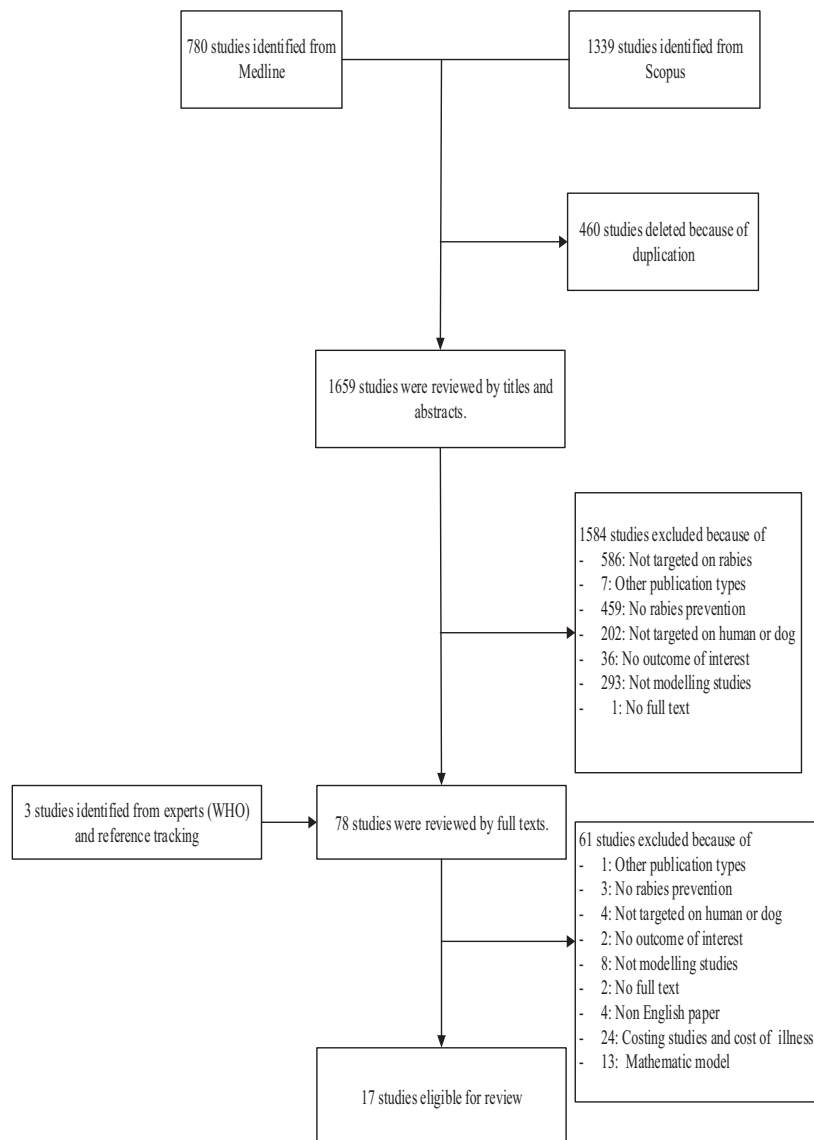 780 studies identified from
Medline
1339 studies identified from
Scopus
460 studies deleted because of
duplication
1659 studies were reviewed by titles and
abstracts.
1584 studies excluded because of
- 586: Not targeted on rabies
- 7: Other publication types
- 459: No rabies prevention
- 202: Not targeted on human or dog
- 36: No outcome of interest
- 293: Not modelling studies
- 1: No full text
3 studies identified from experts (WHO)
and reference tracking
78 studies were reviewed by full texts.
61 studies excluded because of
- 1: Other publication types
- 3: No rabies prevention
- 4: Not targeted on human or dog
- 2: No outcome of interest
- 8: Not modelling studies
- 2: No full text
- 4: Non English paper
- 24: Costing studies and cost of illness
- 13: Mathematic model
17 studies eligible for review